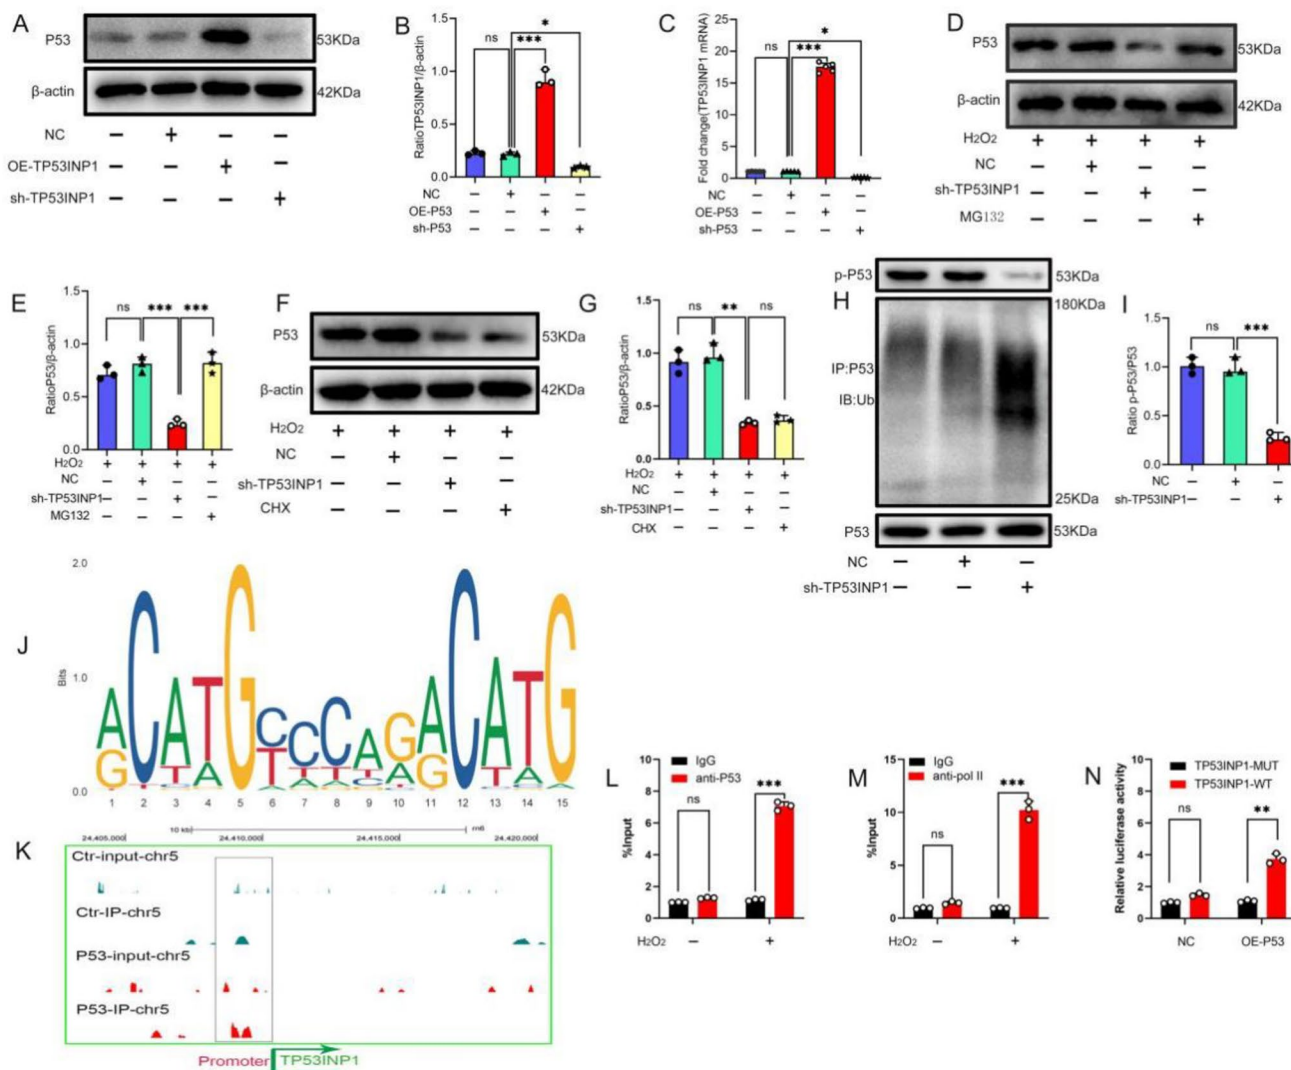 A
P53
53KDa
β-actin
42KDa
NC
– + – –
OE-TP53INP1
– – + –
sh-TP53INP1
– – – +
B
RatioTP53INP1/β-actin
1.5
1.0
0.5
0.0
ns *** *
NC
– + – –
OE-P53
– – + –
sh-P53
– – – +
C
Fold change(TP53INP1 mRNA)
25
20
15
10
5
0
ns *** *
NC
– + – –
OE-P53
– – + –
sh-P53
– – – +
D
P53
53KDa
β-actin
42KDa
H2O2
+ + + +
NC
– + – –
sh-TP53INP1
– – + –
MG132
– – – +
E
RatioP53/β-actin
1.5
1.0
0.5
0.0
ns *** ***
H2O2
+ + + +
NC
– + – –
sh-TP53INP1
– – + –
MG132
– – – +
F
P53
53KDa
β-actin
42KDa
H2O2
+ + + +
NC
– + – –
sh-TP53INP1
– – + –
CHX
– – – +
G
RatioP53/β-actin
1.5
1.0
0.5
0.0
ns ** ns
H2O2
+ + + +
NC
– + – –
sh-TP53INP1
– – + –
CHX
– – – +
p-P53
53KDa
H
180KDa
IP:P53
IB:Ub
25KDa
P53
53KDa
NC
– + –
sh-TP53INP1
– – +
I
Ratio p-P53/P53
1.5
1.0
0.5
0.0
ns ***
NC
– + –
sh-TP53INP1
– – +
J
Bits
2.0
1.0
0.0
1 2 3 4 5 6 7 8 9 10 11 12 13 14 15
K
24,405,000 10 kb 24,410,000 24,415,000 rn6 24,420,000
Ctr-input-chr5
Ctr-IP-chr5
P53-input-chr5
P53-IP-chr5
Promoter TP53INP1
L
IgG
anti-P53
%Input
10
8
6
4
2
0
ns ***
H2O2 – +
M
IgG
anti-pol II
%Input
15
10
5
0
ns ***
H2O2 – +
N
TP53INP1-MUT
TP53INP1-WT
Relative luciferase activity
8
6
4
2
0
ns **
NC OE-P53